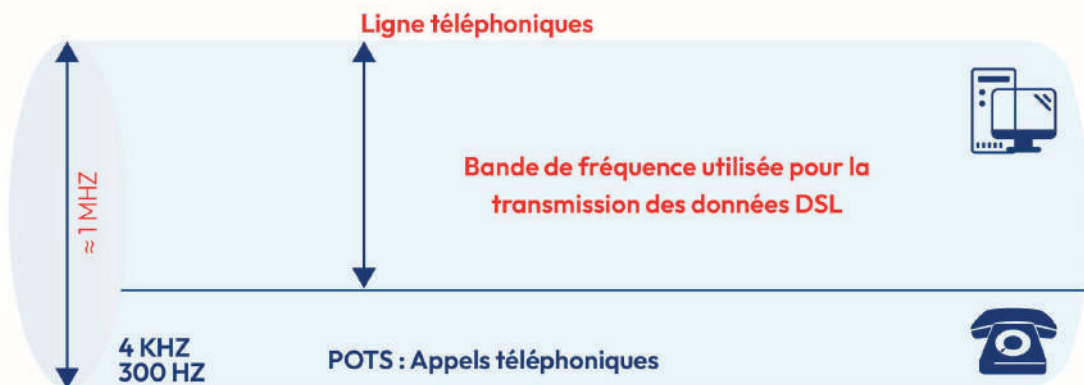 Ligne téléphoniques
≈ 1 MHZ
Bande de fréquence utilisée pour la
transmission des données DSL
4 KHZ
300 HZ
POTS : Appels téléphoniques